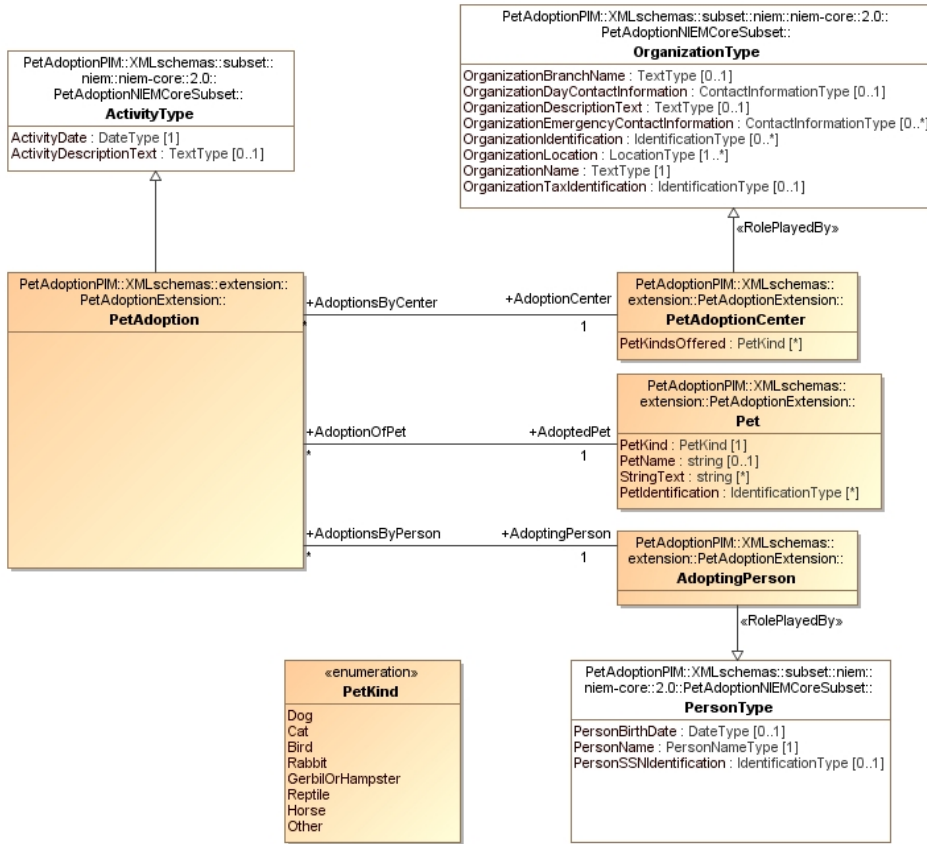 PetAdoptionPIM::XMLschemas::subset::
niem::niem-core::2.0::
PetAdoptionNIEMCoreSubset::
ActivityType
ActivityDate : DateType [1]
ActivityDescriptionText : TextType [0..1]
PetAdoptionPIM::XMLschemas::subset::niem::niem-core::2.0::
PetAdoptionNIEMCoreSubset::
OrganizationType
OrganizationBranchName : TextType [0..1]
OrganizationDayContactInformation : ContactInformationType [0..1]
OrganizationDescriptionText : TextType [0..1]
OrganizationEmergencyContactInformation : ContactInformationType [0..*]
OrganizationIdentification : IdentificationType [0..*]
OrganizationLocation : LocationType [1..*]
OrganizationName : TextType [1]
OrganizationTaxIdentification : IdentificationType [0..1]
«RolePlayedBy»
PetAdoptionPIM::XMLschemas::extension::
PetAdoptionExtension::
PetAdoption
+AdoptionsByCenter
*
+AdoptionCenter
1
PetAdoptionPIM::XMLschemas::
extension::PetAdoptionExtension::
PetAdoptionCenter
PetKindsOffered : PetKind [*]
+AdoptionOfPet
*
+AdoptedPet
1
PetAdoptionPIM::XMLschemas::
extension::PetAdoptionExtension::
Pet
PetKind : PetKind [1]
PetName : string [0..1]
StringText : string [*]
PetIdentification : IdentificationType [*]
+AdoptionsByPerson
*
+AdoptingPerson
1
PetAdoptionPIM::XMLschemas::
extension::PetAdoptionExtension::
AdoptingPerson
«RolePlayedBy»
«enumeration»
PetKind
Dog
Cat
Bird
Rabbit
GerbilOrHampster
Reptile
Horse
Other
PetAdoptionPIM::XMLschemas::subset::niem::
niem-core::2.0::PetAdoptionNIEMCoreSubset::
PersonType
PersonBirthDate : DateType [0..1]
PersonName : PersonNameType [1]
PersonSSNIdentification : IdentificationType [0..1]